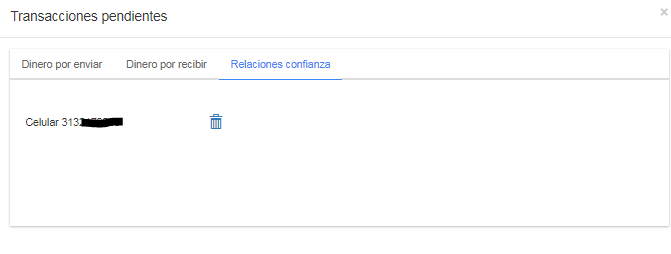 Transacciones pendientes
×
Dinero por enviar Dinero por recibir Relaciones confianza
Celular 313